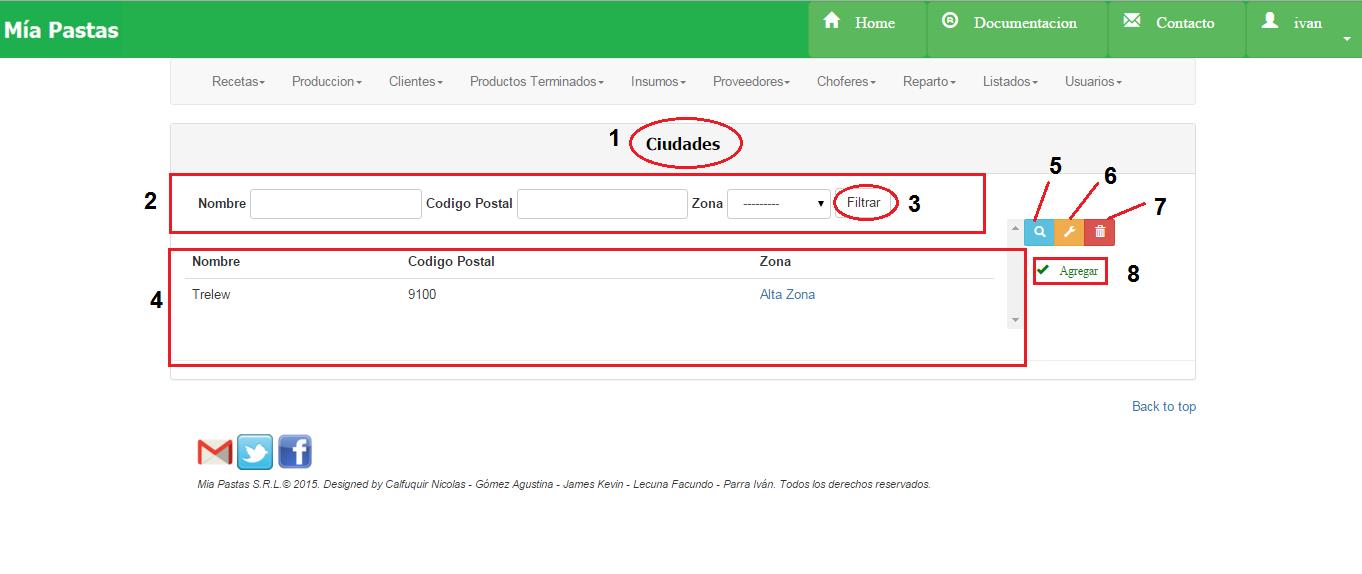 Mía Pastas Home Documentacion Contacto ivan
Recetas Produccion Clientes Productos Terminados Insumos Proveedores Choferes Reparto Listados Usuarios
1 Ciudades
2 Nombre Codigo Postal Zona --------- Filtrar 3
5 6 7
Nombre Codigo Postal Zona
Agregar 8
4 Trelew 9100 Alta Zona
Back to top
Mia Pastas S.R.L.© 2015. Designed by Calfuquir Nicolas - Gómez Agustina - James Kevin - Lecuna Facundo - Parra Iván. Todos los derechos reservados.